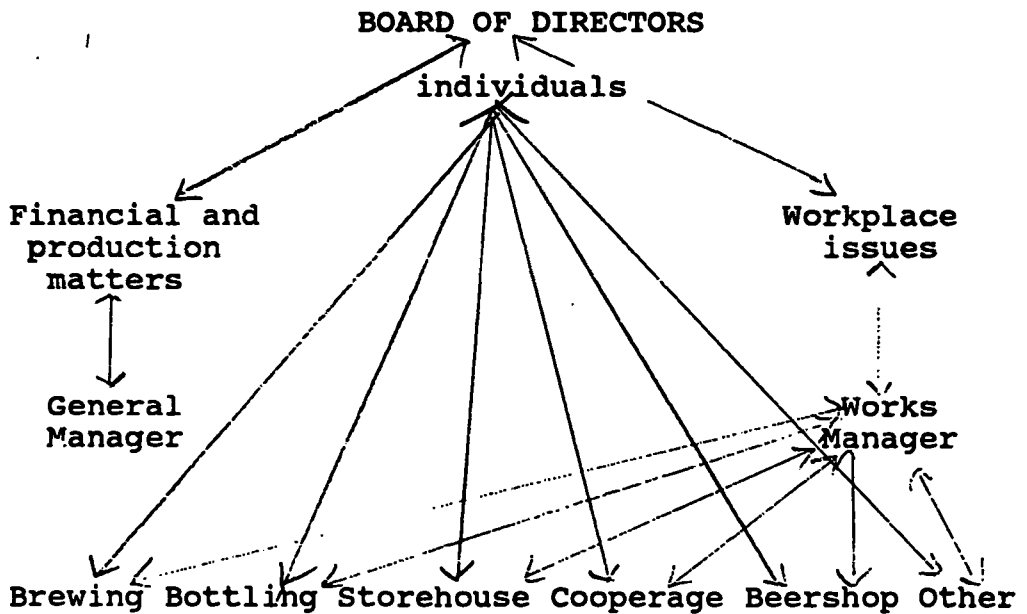 BOARD OF DIRECTORS
individuals
Financial and
production
matters
Workplace
issues
General
Manager
Works
Manager
Brewing Bottling Storehouse Cooperage Beershop Other